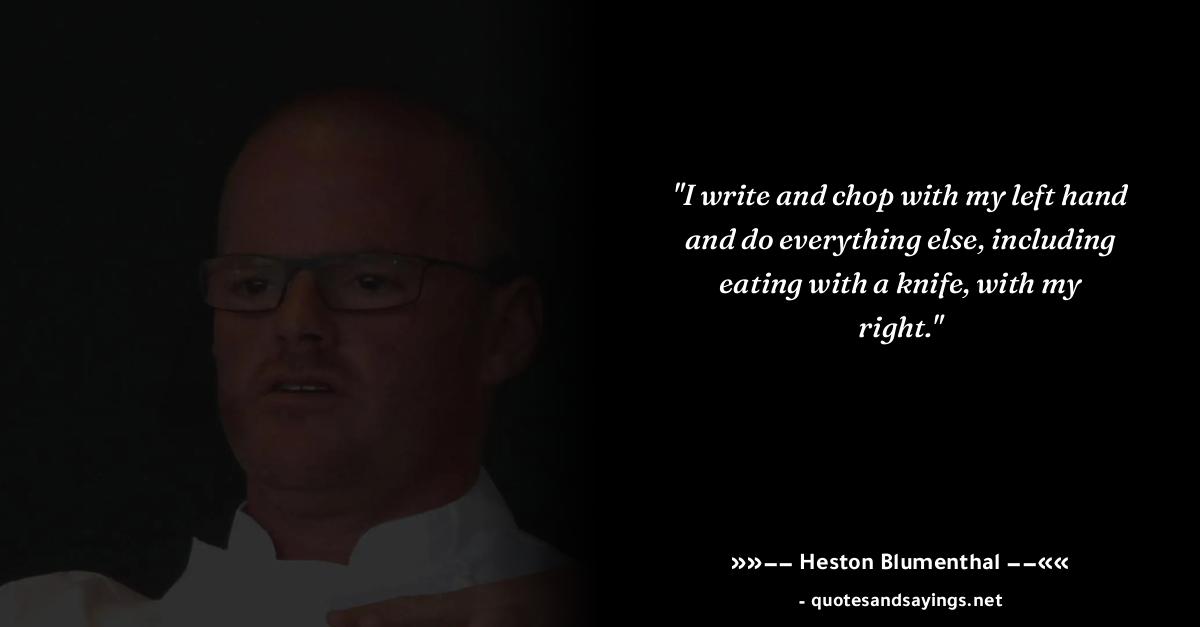 "I write and chop with my left hand
and do everything else, including
eating with a knife, with my
right."
»»–– Heston Blumenthal ––««
- quotesandsayings.net